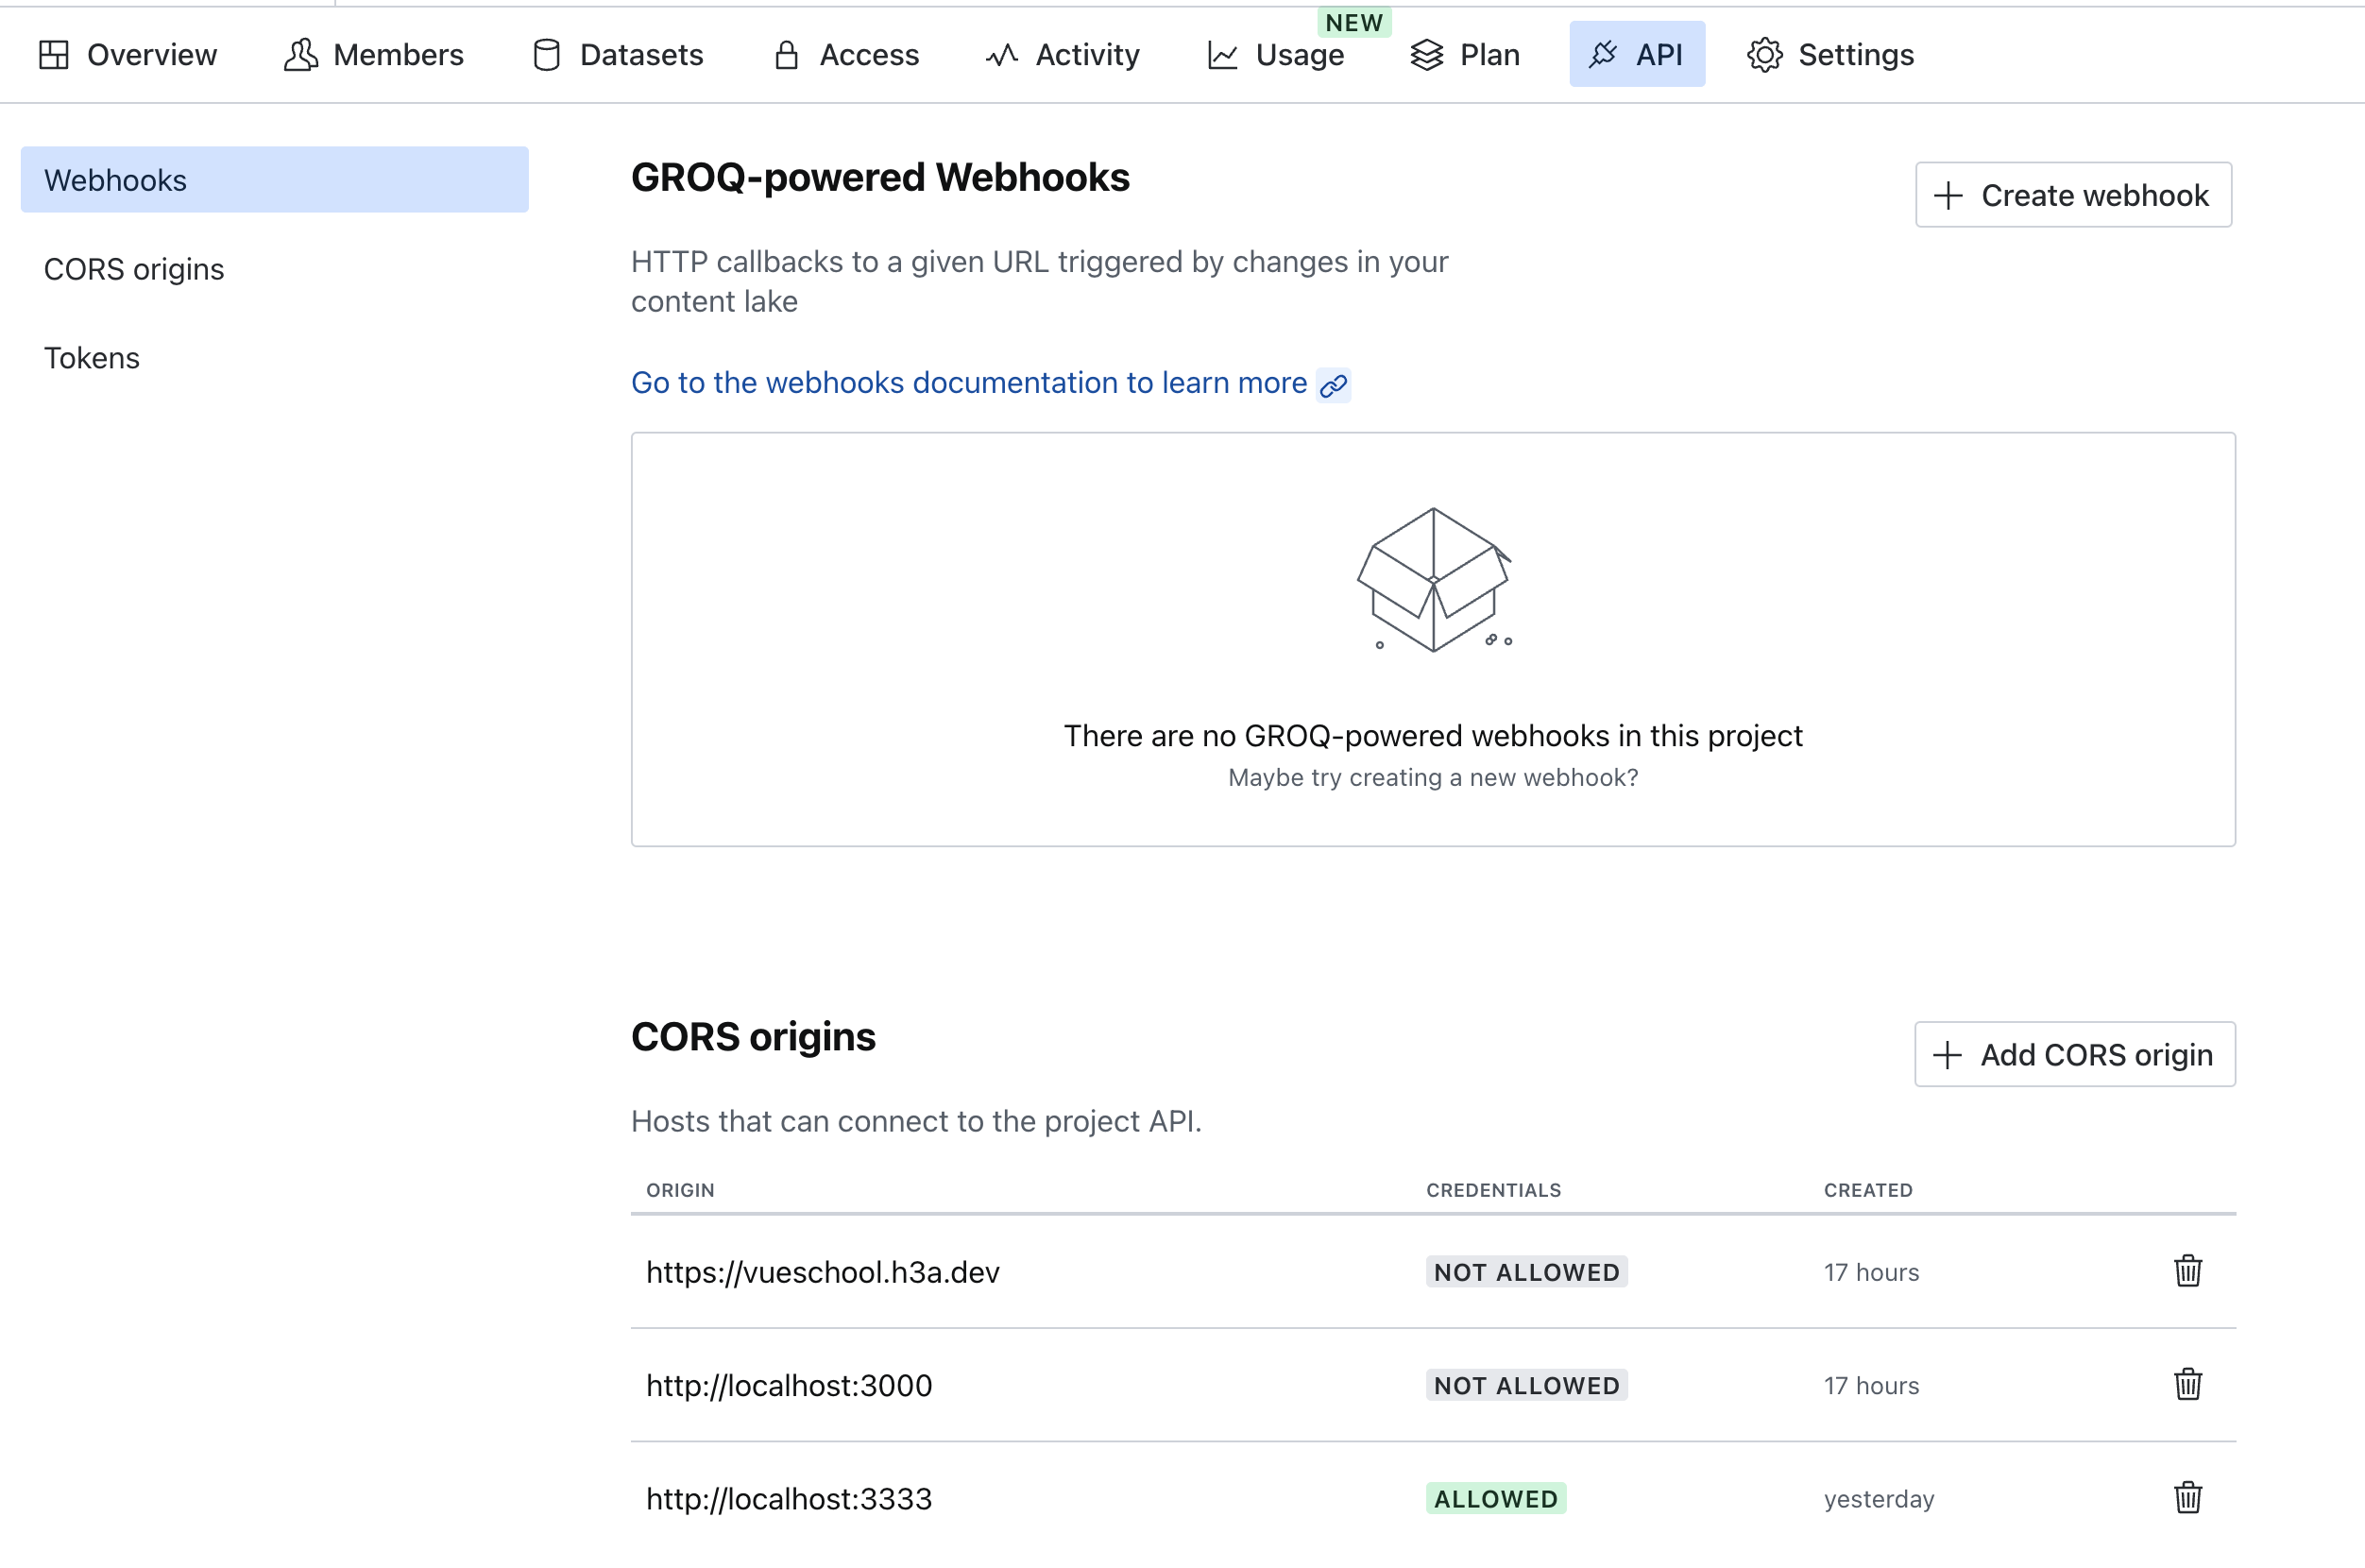 NEW
Overview Members Datasets Access Activity Usage Plan API Settings
Webhooks
CORS origins
Tokens
GROQ-powered Webhooks
Create webhook
HTTP callbacks to a given URL triggered by changes in your
content lake
Go to the webhooks documentation to learn more
There are no GROQ-powered webhooks in this project
Maybe try creating a new webhook?
CORS origins
Add CORS origin
Hosts that can connect to the project API.
ORIGIN CREDENTIALS CREATED
https://vueschool.h3a.dev NOT ALLOWED 17 hours
http://localhost:3000 NOT ALLOWED 17 hours
http://localhost:3333 ALLOWED yesterday